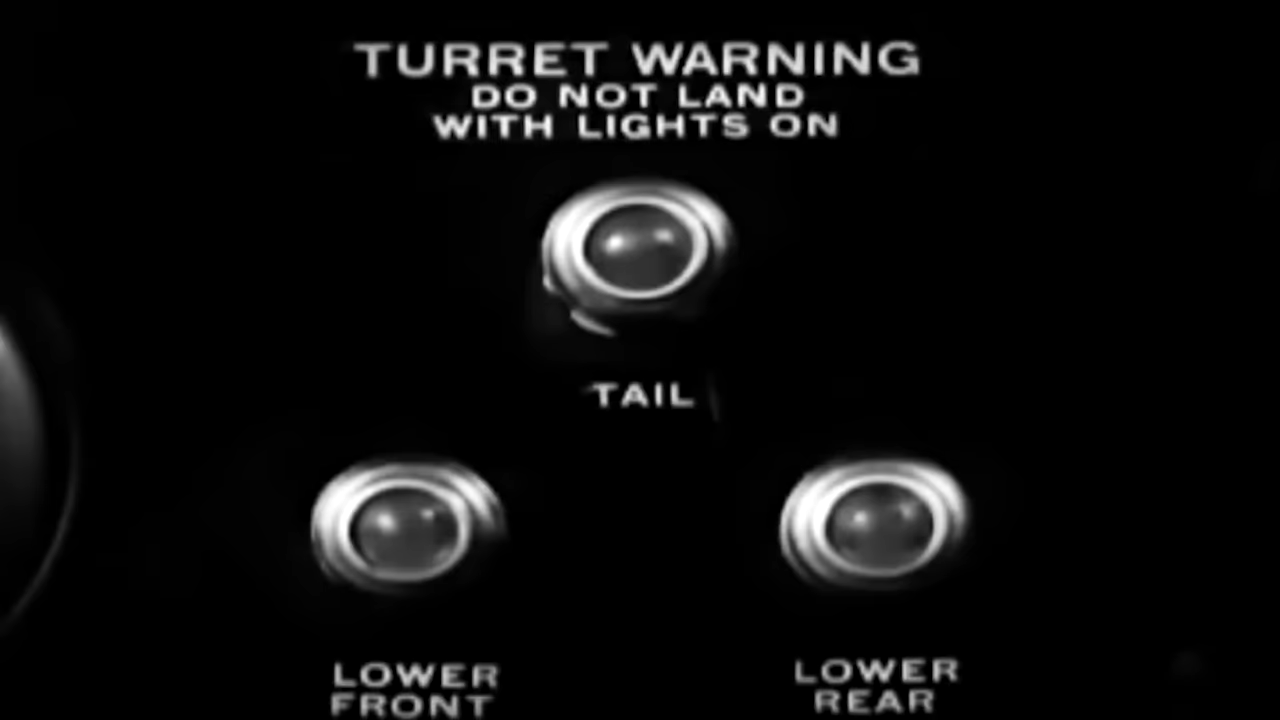 TURRET WARNING
DO NOT LAND
WITH LIGHTS ON
TAIL
LOWER
FRONT
LOWER
REAR